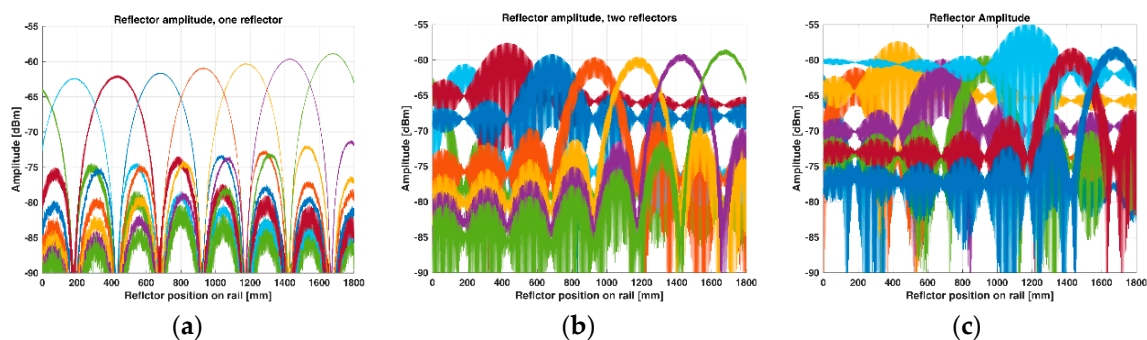 Reflector amplitude, one reflector
-55
-60
-65
-70
-75
-80
-85
-90
Amplitude [dBm]
0 200 400 600 800 1000 1200 1400 1600 1800
Reflctor position on rail [mm]
(a)
Reflector amplitude, two reflectors
-55
-60
-65
-70
-75
-80
-85
-90
Amplitude [dBm]
0 200 400 600 800 1000 1200 1400 1600 1800
Reflctor position on rail [mm]
(b)
Reflector Amplitude
-55
-60
-65
-70
-75
-80
-85
-90
Amplitude [dBm]
0 200 400 600 800 1000 1200 1400 1600 1800
Reflctor position on rail [mm]
(c)